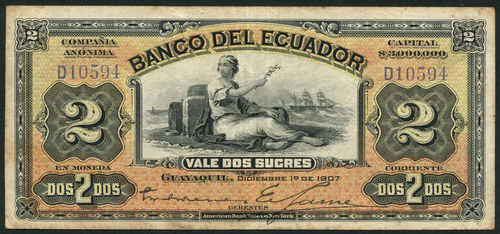 2 BANCO DEL ECUADOR 2
COMPAÑIA ANÓNIMA
CAPITAL $ 3.000.000
D10594 D10594
2 2
VALE DOS SUCRES
EN MONEDA CORRIENTE
GUAYAQUIL, DICIEMBRE 1º DE 1907
DOS 2 DOS DOS 2 DOS
GERENTES
American Bank Note Co. New York